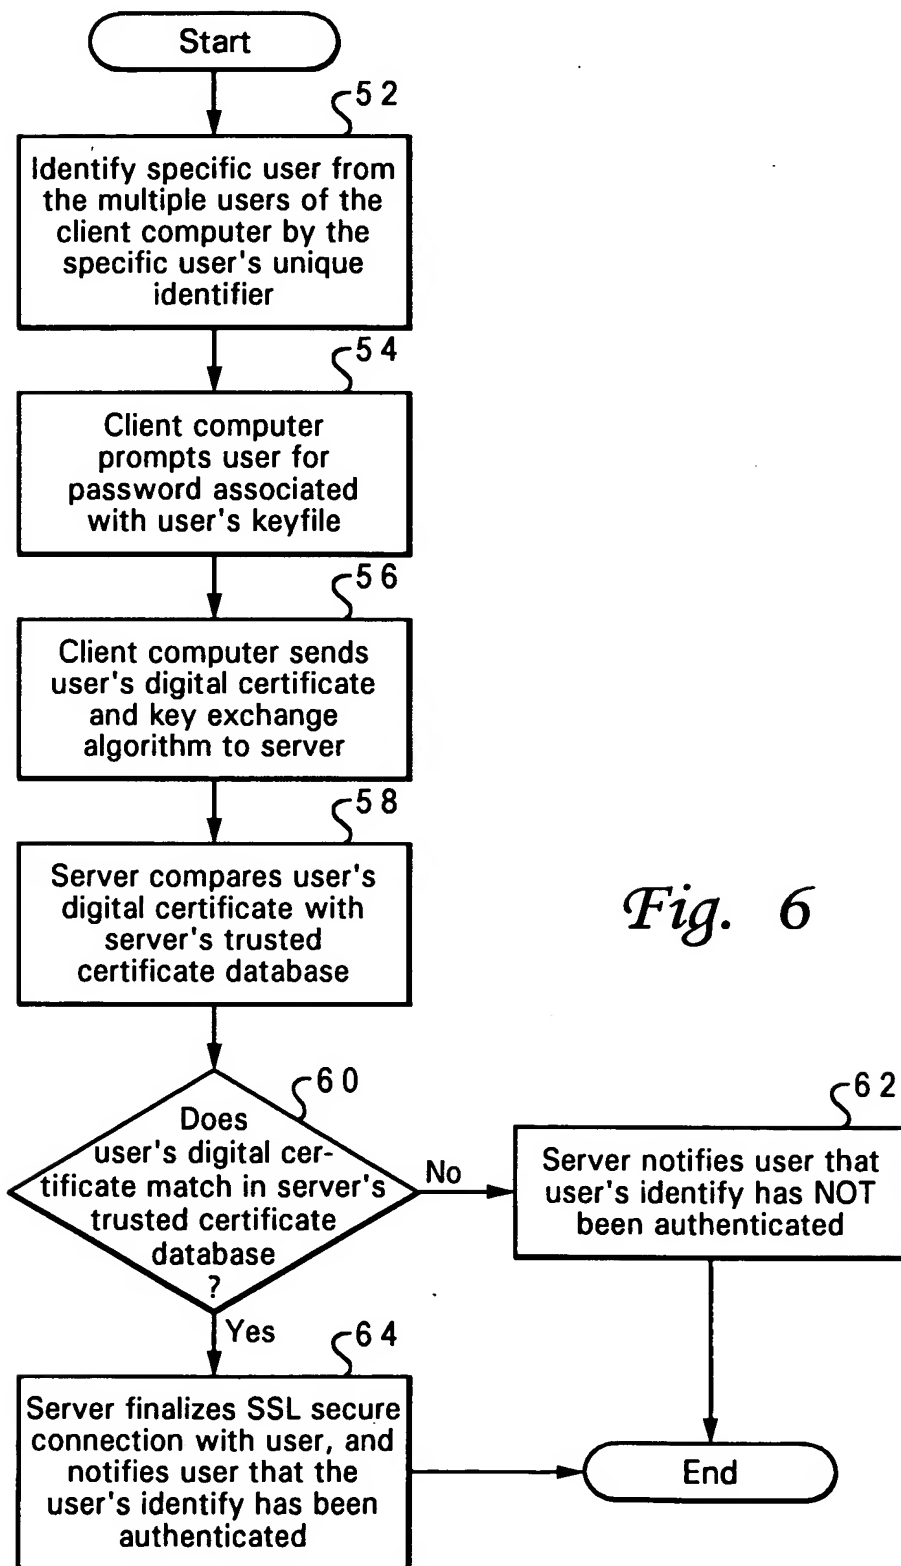 Start
52
Identify specific user from
the multiple users of the
client computer by the
specific user's unique
identifier
54
Client computer
prompts user for
password associated
with user's keyfile
56
Client computer sends
user's digital certificate
and key exchange
algorithm to server
58
Server compares user's
digital certificate with
server's trusted
certificate database
Fig. 6
60
Does
user's digital cer-
tificate match in server's
trusted certificate
database
?
No
62
Server notifies user that
user's identify has NOT
been authenticated
Yes
64
Server finalizes SSL secure
connection with user, and
notifies user that the
user's identify has been
authenticated
End